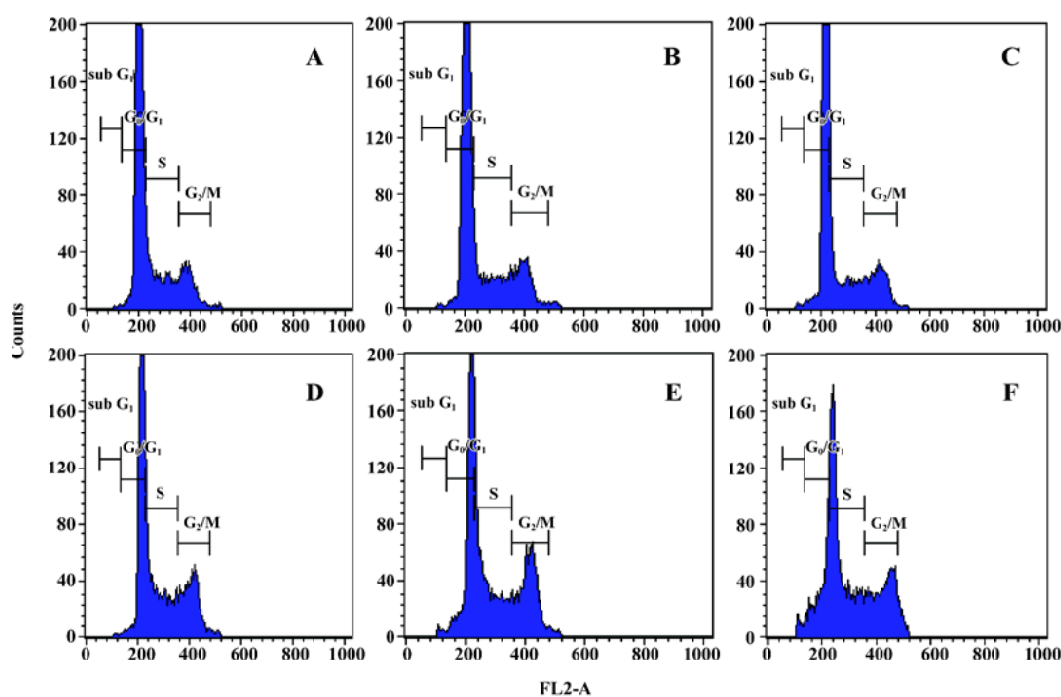 200 200 200
A B C
160 160 160
sub G1 sub G1 sub G1
120 G0/G1 120 G0/G1 120 G0/G1
S S S
80 G2/M 80 G2/M 80 G2/M
40 40 40
0 0 0
0 200 400 600 800 1000 0 200 400 600 800 1000 0 200 400 600 800 1000
Counts
200 200 200
D E F
sub G1 sub G1 sub G1
160 160 160
G0/G1 G0/G1 G0/G1
120 120 120
S S S
80 G2/M 80 G2/M 80 G2/M
40 40 40
0 0 0
0 200 400 600 800 1000 0 200 400 600 800 1000 0 200 400 600 800 1000
FL2-A